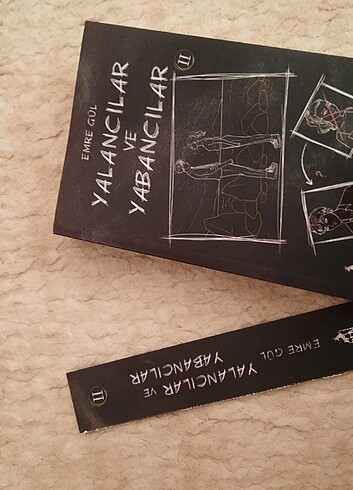 EMRE GÜL
YALANCILAR
VE
YABANCILAR
II
?
EMRE GÜL
YALANCILAR VE
YABANCILAR
II